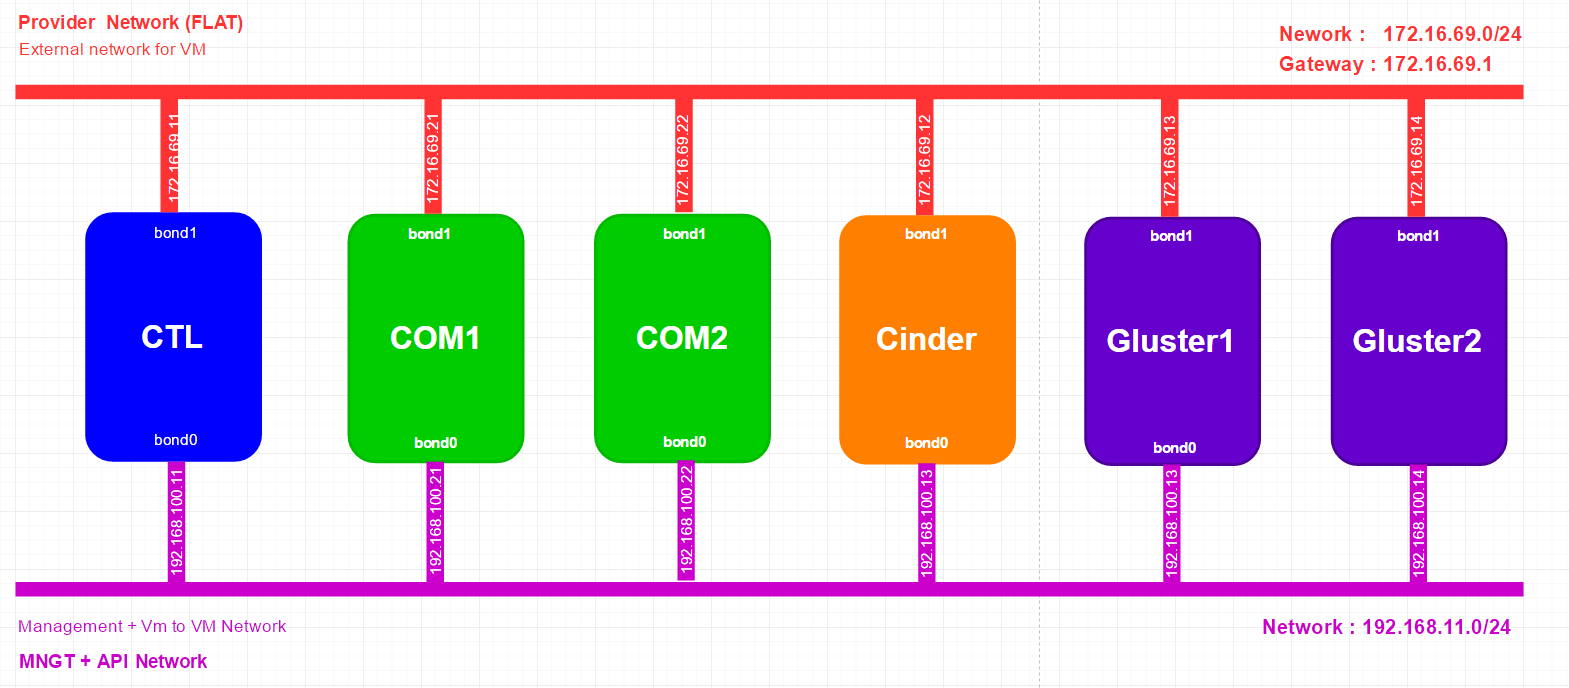 Provider  Network (FLAT)
External network for VM
Nework :   172.16.69.0/24
Gateway : 172.16.69.1
172.16.69.11
172.16.69.21
172.16.69.22
172.16.69.12
172.16.69.13
172.16.69.14
bond1
bond1
bond1
bond1
bond1
bond1
CTL
COM1
COM2
Cinder
Gluster1
Gluster2
bond0
bond0
bond0
bond0
bond0
192.168.100.11
192.168.100.21
192.168.100.22
192.168.100.13
192.168.100.13
192.168.100.14
Management + Vm to VM Network
MNGT + API Network
Network : 192.168.11.0/24